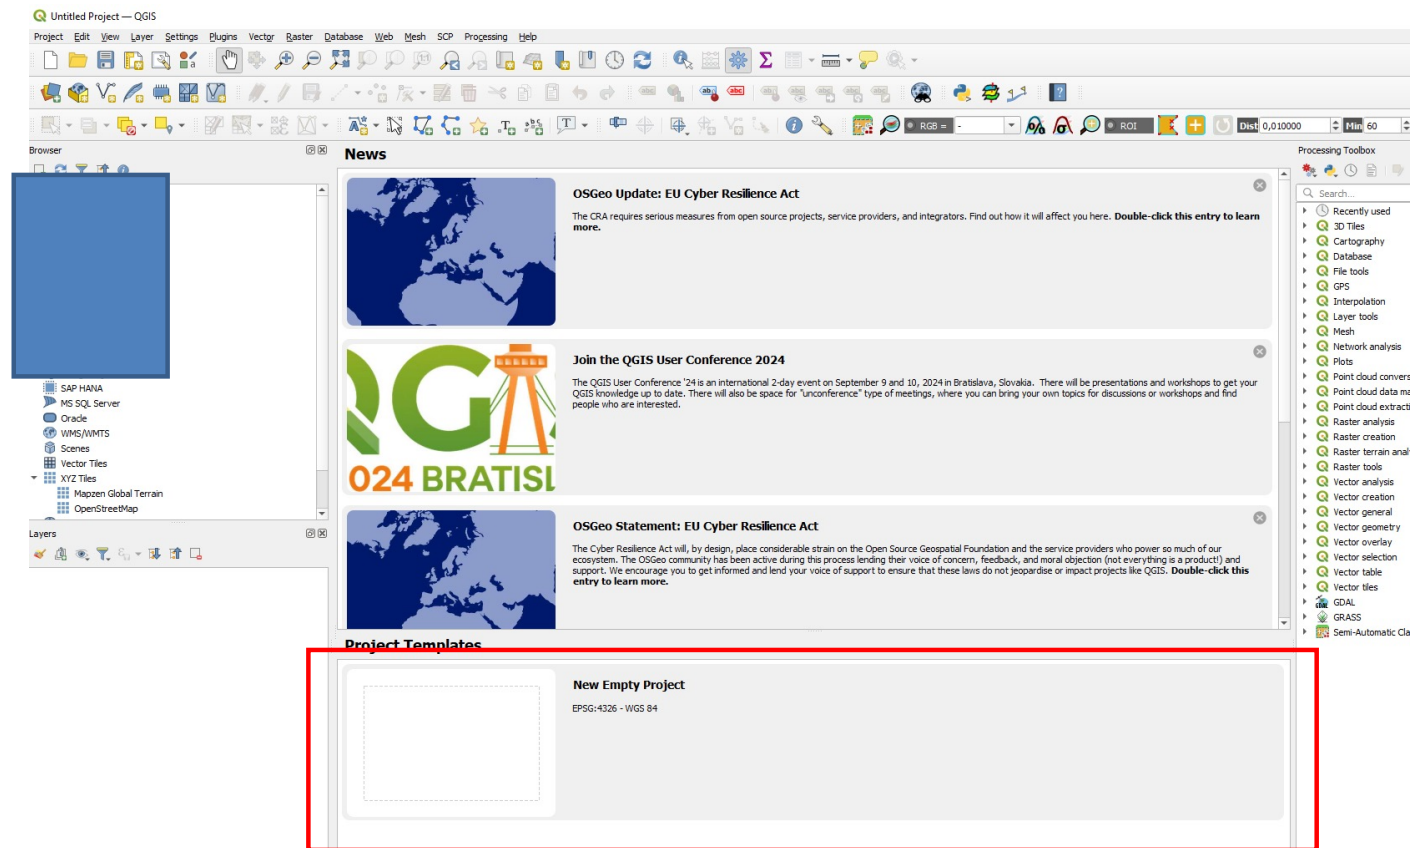 Untitled Project — QGIS
Project Edit View Layer Settings Plugins Vector Raster Database Web Mesh SCP Processing Help
RGB = - ROI Dist 0,010000 Min 60
Browser
SAP HANA
MS SQL Server
Oracle
WMS/WMTS
Scenes
Vector Tiles
XYZ Tiles
Mapzen Global Terrain
OpenStreetMap
Layers
News
OSGeo Update: EU Cyber Resilience Act
The CRA requires serious measures from open source projects, service providers, and integrators. Find out how it will affect you here. Double-click this entry to learn
more.
024 BRATISL
Join the QGIS User Conference 2024
The QGIS User Conference '24 is an international 2-day event on September 9 and 10, 2024 in Bratislava, Slovakia. There will be presentations and workshops to get your
QGIS knowledge up to date. There will also be space for "unconference" type of meetings, where you can bring your own topics for discussions or workshops and find
people who are interested.
OSGeo Statement: EU Cyber Resilience Act
The Cyber Resilience Act will, by design, place considerable strain on the Open Source Geospatial Foundation and the service providers who power so much of our
ecosystem. The OSGeo community has been active during this process lending their voice of concern, feedback, and moral objection (not everything is a product!) and
support. We encourage you to get informed and lend your voice of support to ensure that these laws do not jeopardise or impact projects like QGIS. Double-click this
entry to learn more.
Project Templates
New Empty Project
EPSG:4326 - WGS 84
Processing Toolbox
Search...
Recently used
3D Tiles
Cartography
Database
File tools
GPS
Interpolation
Layer tools
Mesh
Network analysis
Plots
Point cloud convers
Point cloud data ma
Point cloud extracti
Raster analysis
Raster creation
Raster terrain anal
Raster tools
Vector analysis
Vector creation
Vector general
Vector geometry
Vector overlay
Vector selection
Vector table
Vector tiles
GDAL
GRASS
Semi-Automatic Cla